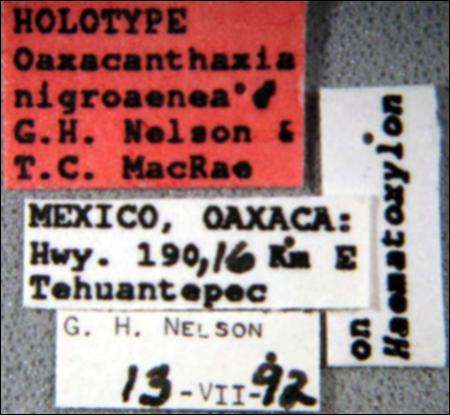 HOLOTYPE
Oaxacanthaxia
nigroaenea ♂
G.H. Nelson &
T.C. MacRae
MEXICO, OAXACA:
Hwy. 190, 16 Km E
Tehuantepec
G. H. NELSON
13-VII-92
on
Haematoxylon